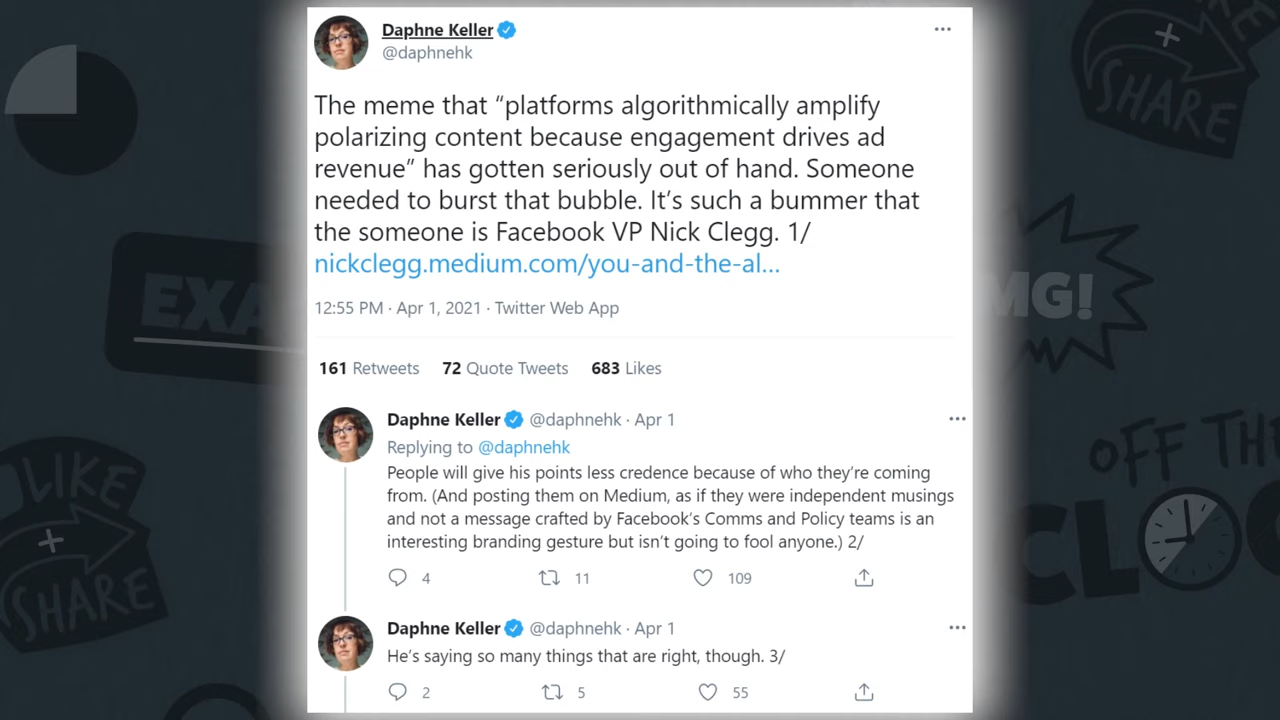 Daphne Keller
@daphnehk
The meme that “platforms algorithmically amplify
polarizing content because engagement drives ad
revenue” has gotten seriously out of hand. Someone
needed to burst that bubble. It’s such a bummer that
the someone is Facebook VP Nick Clegg. 1/
nickclegg.medium.com/you-and-the-al...
12:55 PM · Apr 1, 2021 · Twitter Web App
161 Retweets 72 Quote Tweets 683 Likes
Daphne Keller @daphnehk · Apr 1
Replying to @daphnehk
People will give his points less credence because of who they’re coming
from. (And posting them on Medium, as if they were independent musings
and not a message crafted by Facebook’s Comms and Policy teams is an
interesting branding gesture but isn’t going to fool anyone.) 2/
4 11 109
Daphne Keller @daphnehk · Apr 1
He’s saying so many things that are right, though. 3/
2 5 55
SHARE
EXA
MG!
LIKE
SHARE
OFF TH
CLO